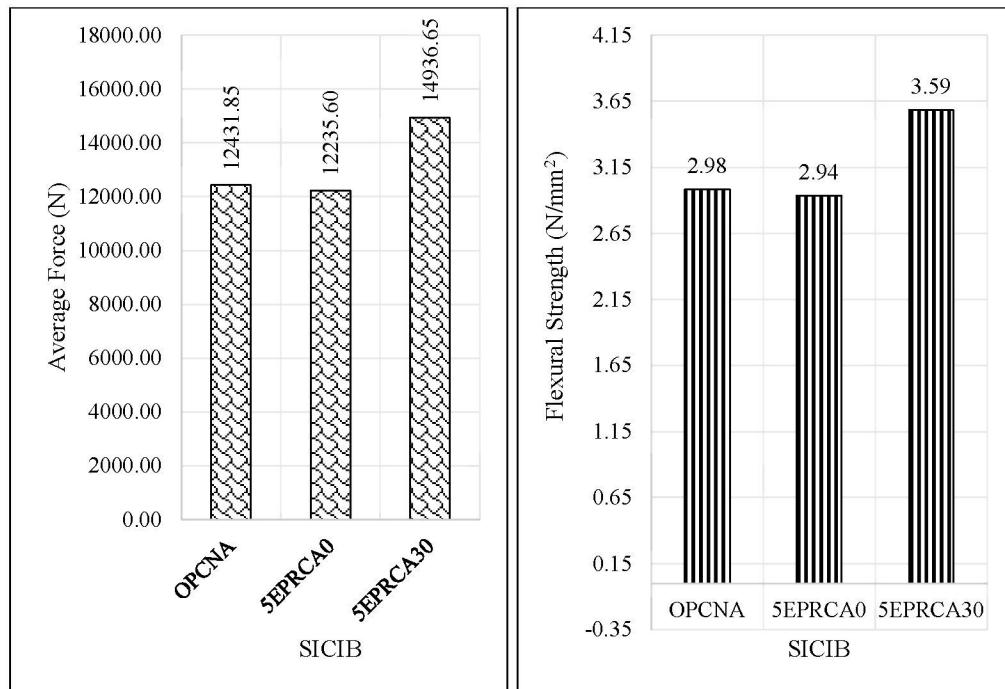 18000.00
16000.00
14000.00
12000.00
10000.00
8000.00
6000.00
4000.00
2000.00
0.00
Average Force (N)
12431.85
12235.60
14936.65
OPCNA
5EPRCA0
5EPRCA30
SICIB
4.15
3.65
3.15
2.65
2.15
1.65
1.15
0.65
0.15
-0.35
Flexural Strength (N/mm²)
2.98
2.94
3.59
OPCNA
5EPRCA0
5EPRCA30
SICIB